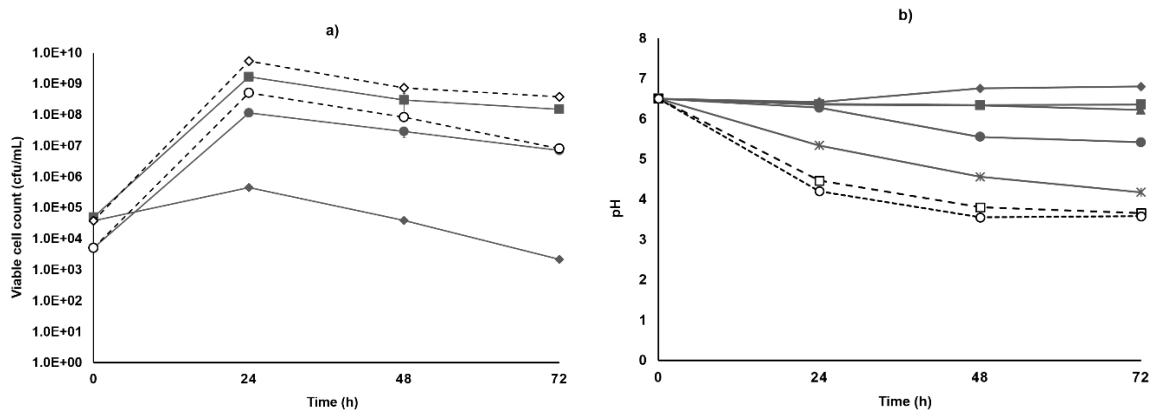 a)
1.0E+10
1.0E+09
1.0E+08
1.0E+07
1.0E+06
1.0E+05
1.0E+04
1.0E+03
1.0E+02
1.0E+01
1.0E+00
Viable cell count (cfu/mL)
0 24 48 72
Time (h)
b)
8
7
6
5
4
3
2
1
0
pH
0 24 48 72
Time (h)